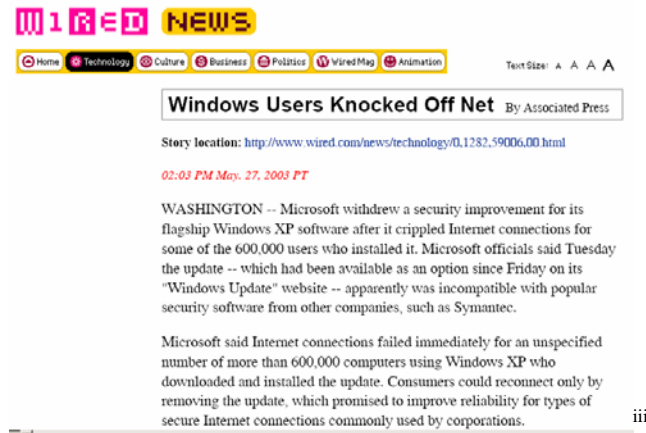 WIRED NEWS
Home Technology Culture Business Politics Wired Mag Animation
Text Size: A A A A
Windows Users Knocked Off Net By Associated Press
Story location: http://www.wired.com/news/technology/0,1282,59006,00.html
02:03 PM May. 27, 2003 PT
WASHINGTON -- Microsoft withdrew a security improvement for its
flagship Windows XP software after it crippled Internet connections for
some of the 600,000 users who installed it. Microsoft officials said Tuesday
the update -- which had been available as an option since Friday on its
"Windows Update" website -- apparently was incompatible with popular
security software from other companies, such as Symantec.
Microsoft said Internet connections failed immediately for an unspecified
number of more than 600,000 computers using Windows XP who
downloaded and installed the update. Consumers could reconnect only by
removing the update, which promised to improve reliability for types of
secure Internet connections commonly used by corporations.
iii